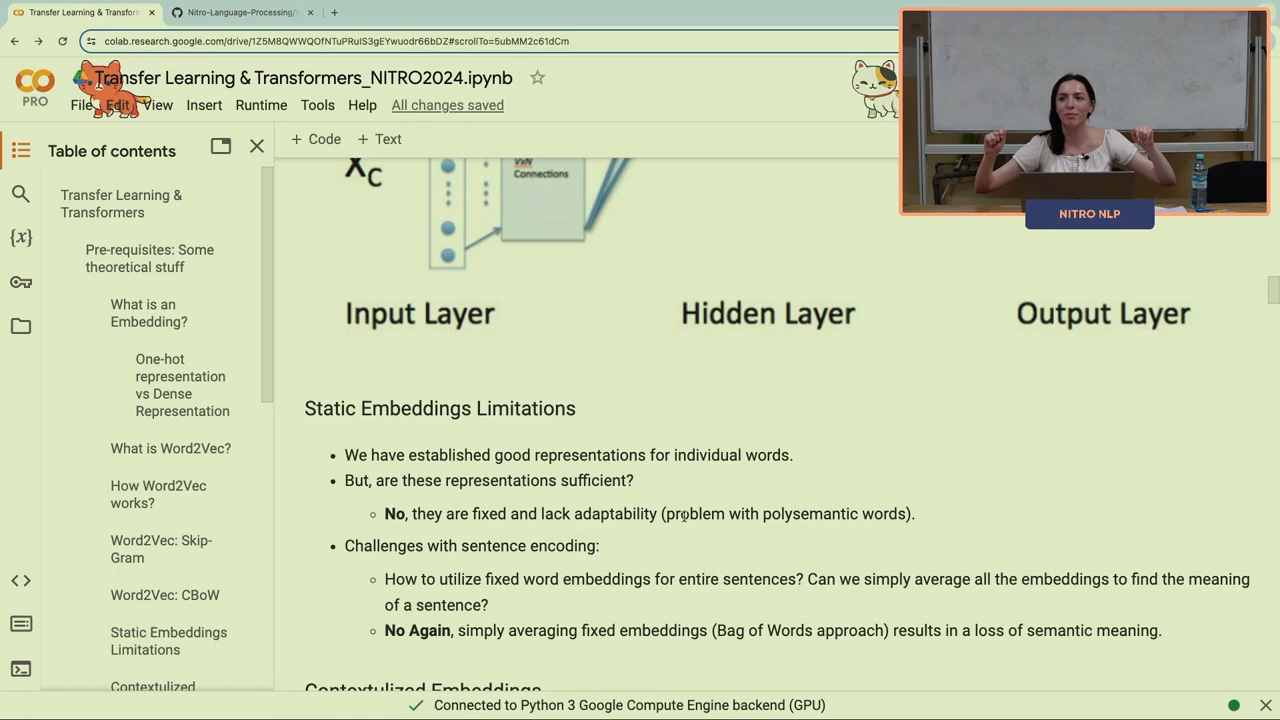 Transfer Learning & Transform
Nitro-Language-Processing/
colab.research.google.com/drive/1Z5M8QWWQOfNTuPRuIS3gEYwuodr66bDZ#scrollTo=5ubMM2c61dCm
PRO
Transfer Learning & Transformers_NITRO2024.ipynb
File Edit View Insert Runtime Tools Help All changes saved
NITRO NLP
+ Code + Text
Table of contents
Transfer Learning &
Transformers
Pre-requisites: Some
theoretical stuff
What is an
Embedding?
One-hot
representation
vs Dense
Representation
What is Word2Vec?
How Word2Vec
works?
Word2Vec: Skip-
Gram
Word2Vec: CBoW
Static Embeddings
Limitations
Contextulized
XC
VxN
Connections
Input Layer
Hidden Layer
Output Layer
Static Embeddings Limitations
• We have established good representations for individual words.
• But, are these representations sufficient?
◦ No, they are fixed and lack adaptability (problem with polysemantic words).
• Challenges with sentence encoding:
◦ How to utilize fixed word embeddings for entire sentences? Can we simply average all the embeddings to find the meaning
of a sentence?
◦ No Again, simply averaging fixed embeddings (Bag of Words approach) results in a loss of semantic meaning.
Contextulized Embeddings
Connected to Python 3 Google Compute Engine backend (GPU)